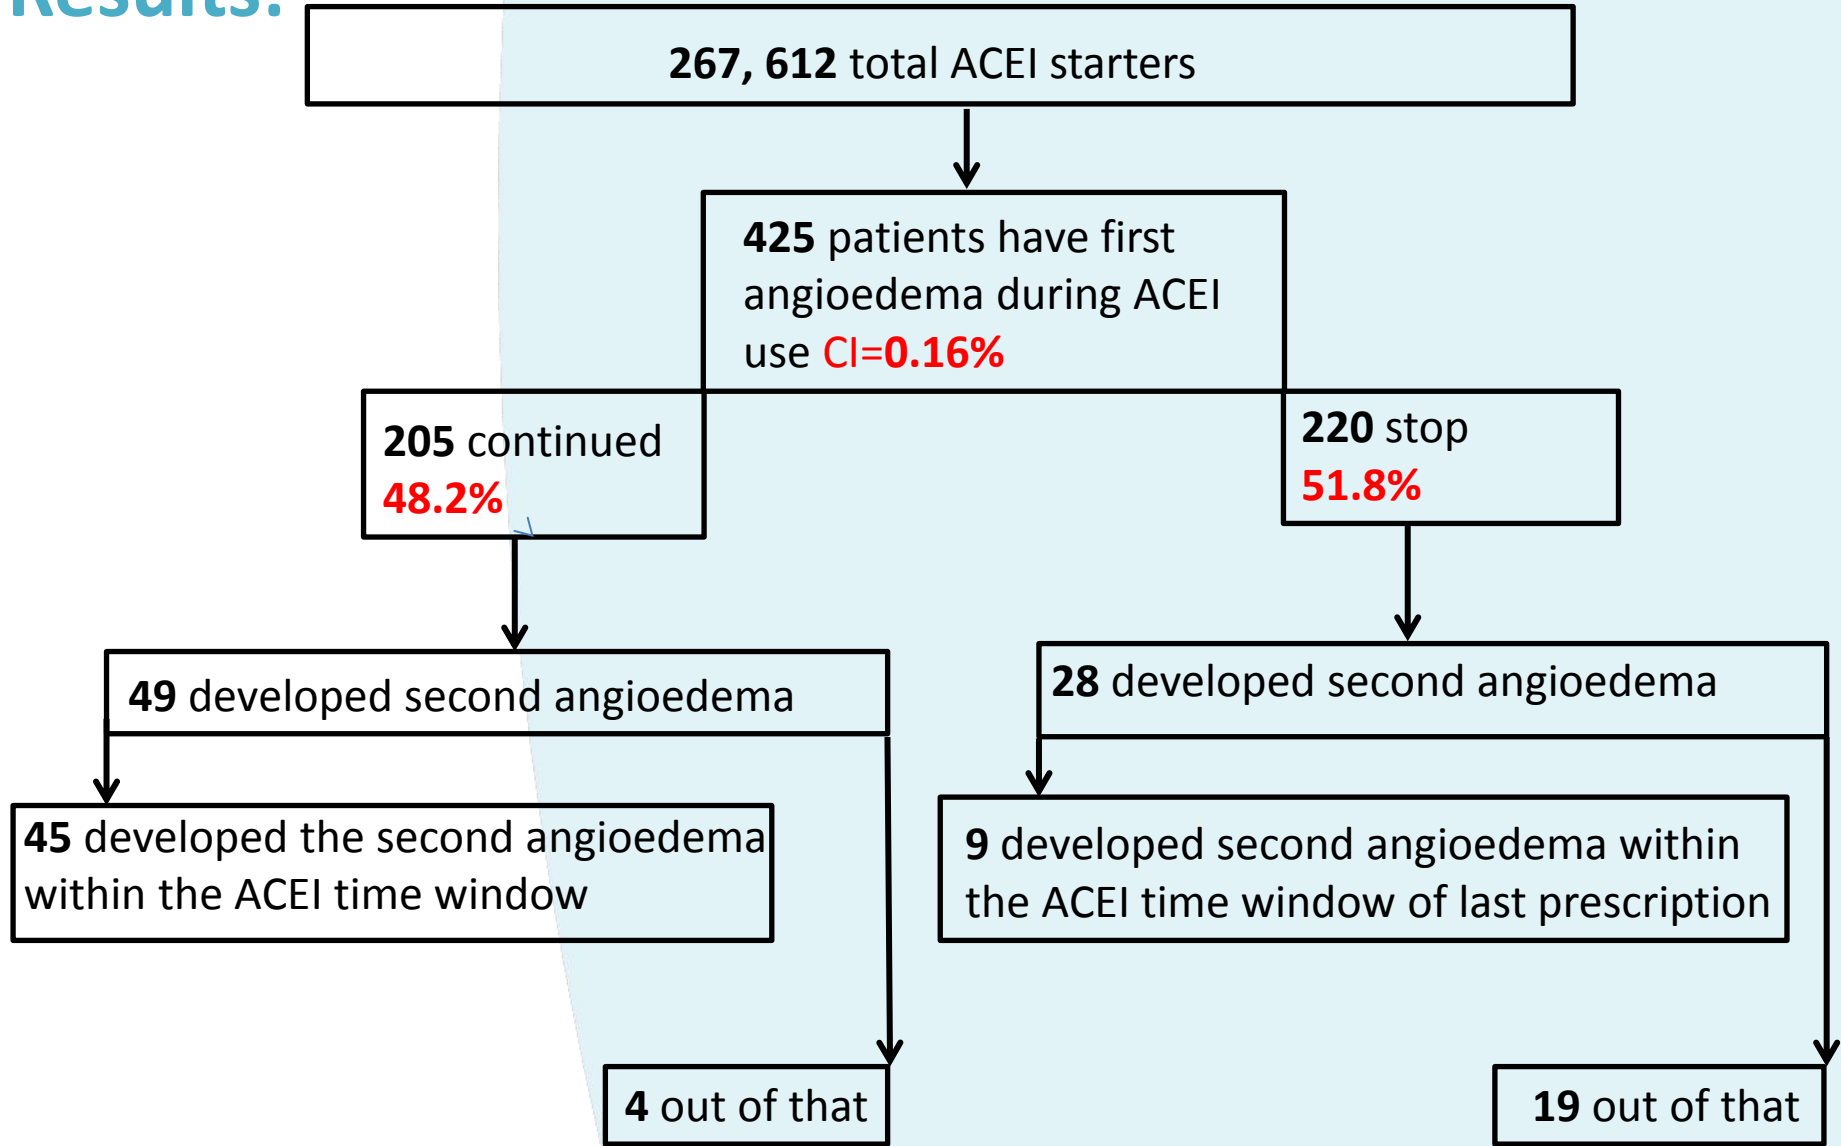 Results:
267, 612 total ACEI starters
425 patients have first
angioedema during ACEI
use CI=0.16%
205 continued
48.2%
220 stop
51.8%
49 developed second angioedema
28 developed second angioedema
45 developed the second angioedema
within the ACEI time window
9 developed second angioedema within
the ACEI time window of last prescription
4 out of that
19 out of that